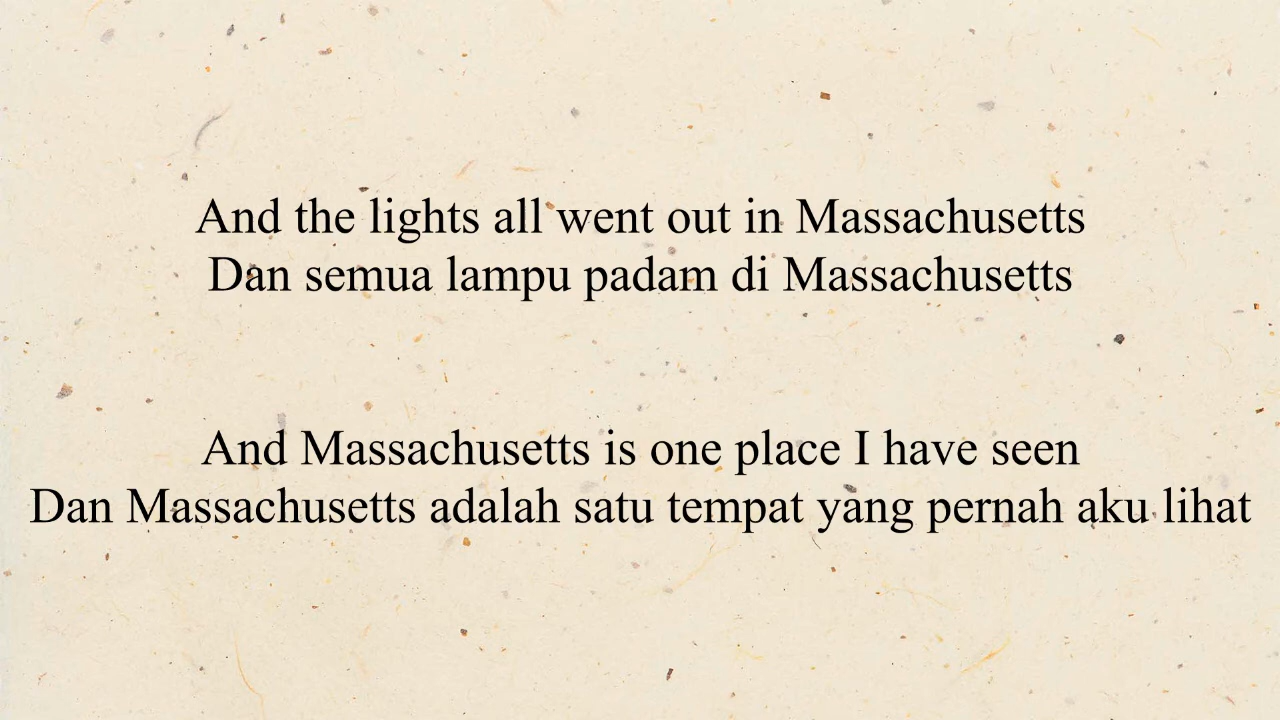 And the lights all went out in Massachusetts
Dan semua lampu padam di Massachusetts
And Massachusetts is one place I have seen
Dan Massachusetts adalah satu tempat yang pernah aku lihat